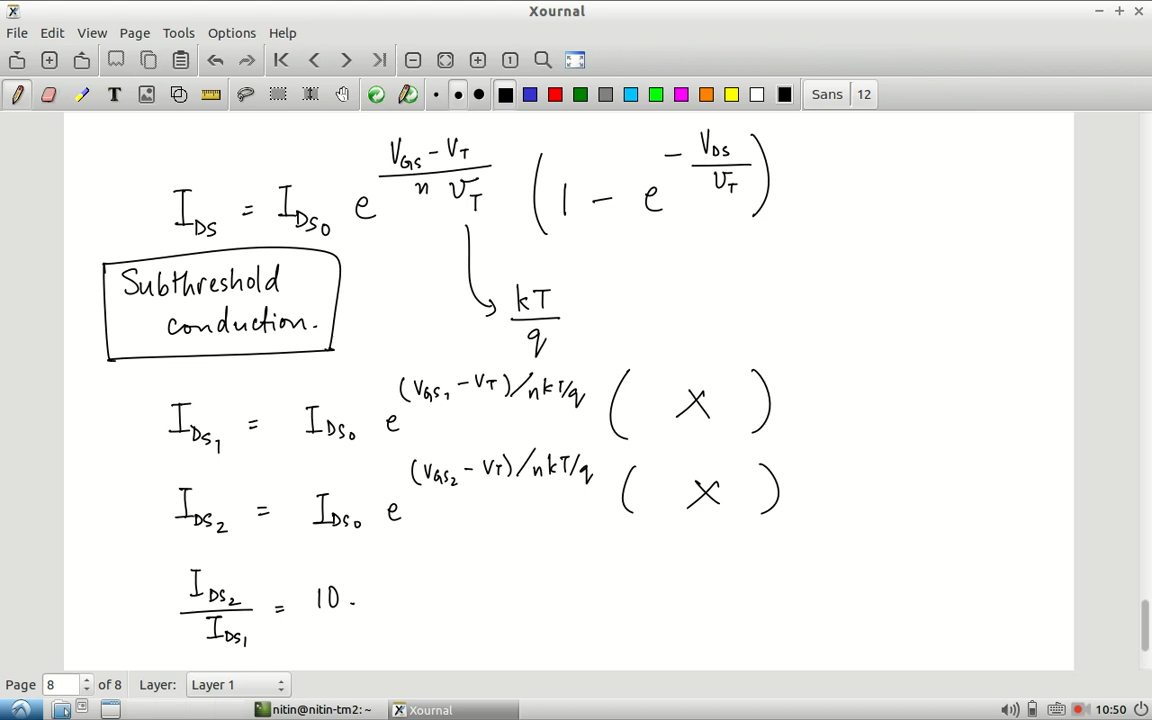 Xournal
File Edit View Page Tools Options Help
Sans 12
I_DS = I_DS0 e^{(V_GS - V_T)/(n v_T)} (1 - e^{-V_DS/v_T})
Subthreshold
conduction.
kT/q
I_DS1 = I_DS0 e^{(V_GS1 - V_T)/nkT/q} ( X )
I_DS2 = I_DS0 e^{(V_GS2 - V_T)/nkT/q} ( X )
I_DS2/I_DS1 = 10.
Page 8 of 8 Layer: Layer 1
nitin@nitin-tm2: ~ Xournal 10:50